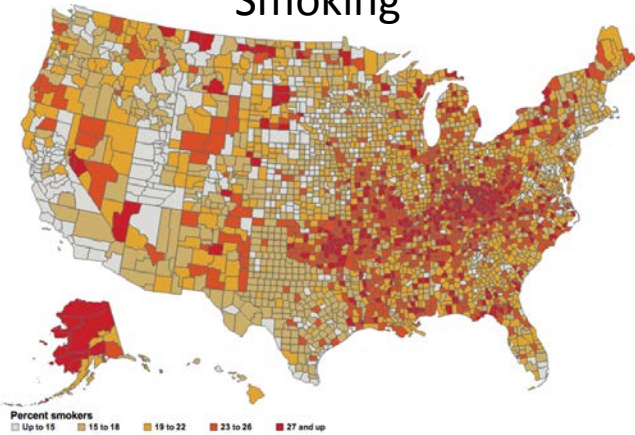 Smoking
Percent smokers
Up to 15 15 to 18 19 to 22 23 to 26 27 and up